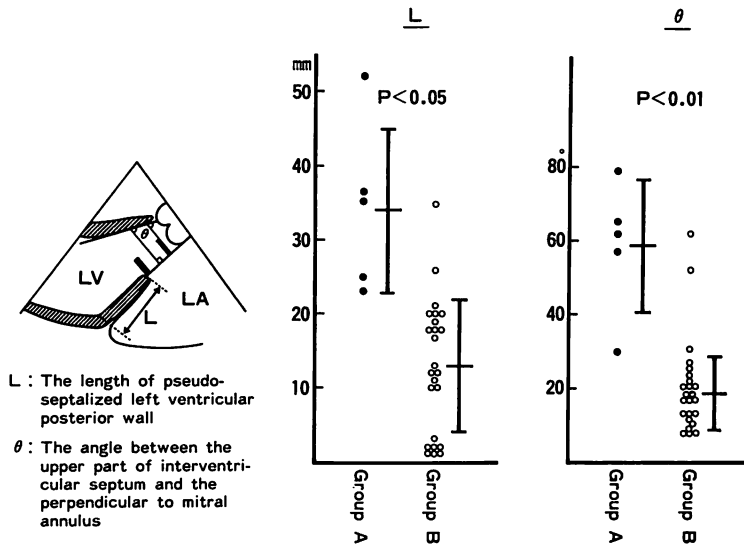 L
mm
50
40
30
20
10
P<0.05
Group A
Group B
θ
°
80
60
40
20
P<0.01
Group A
Group B
θ
LV
LA
L
L : The length of pseudo-
septalized left ventricular
posterior wall
θ : The angle between the
upper part of interventri-
cular septum and the
perpendicular to mitral
annulus